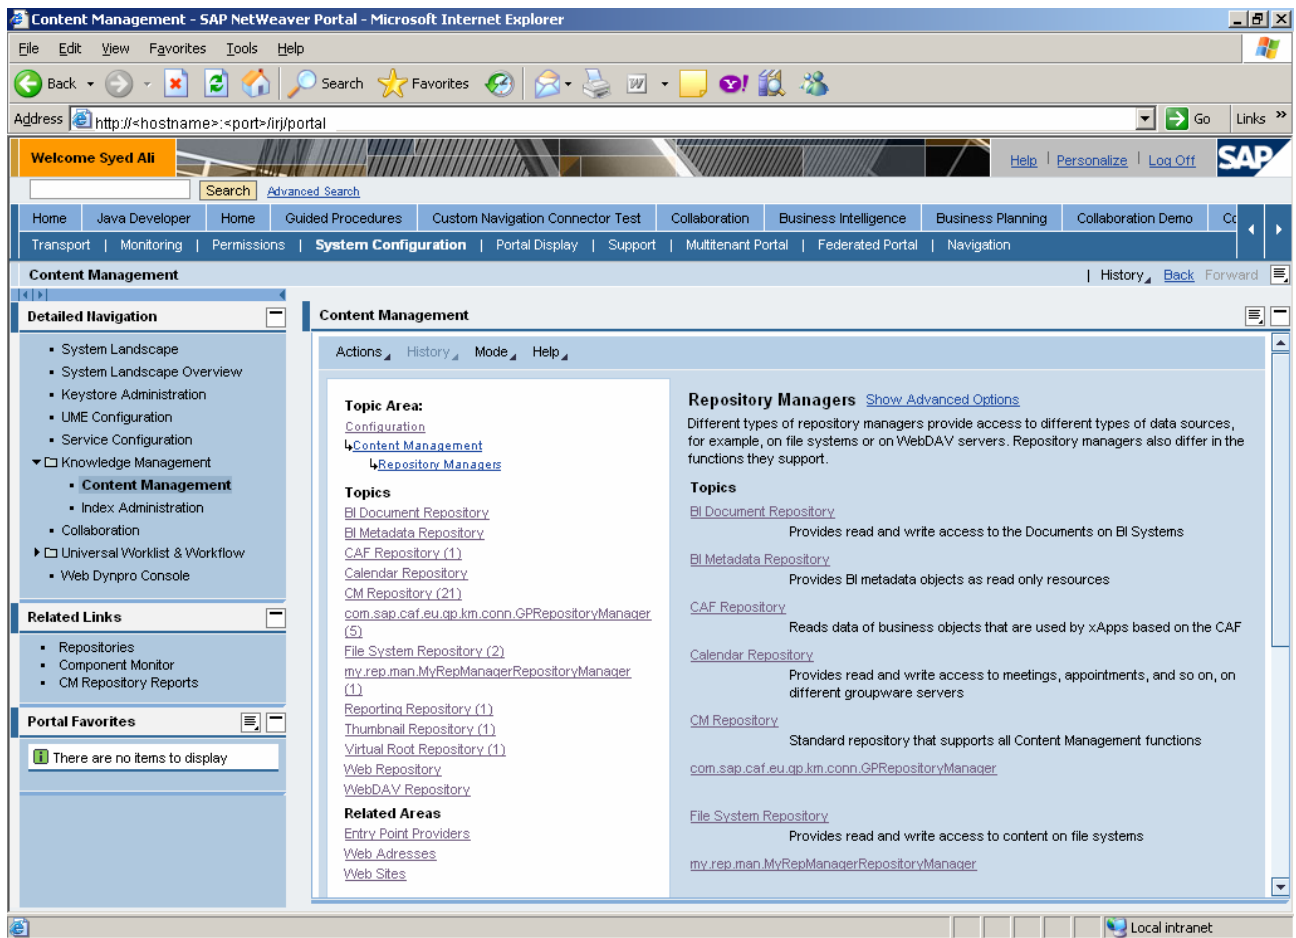 Content Management - SAP NetWeaver Portal - Microsoft Internet Explorer
File Edit View Favorites Tools Help
Back Search Favorites
Address http://<hostname>:<port>/irj/portal Go Links »
Welcome Syed Ali Help | Personalize | Log Off SAP
Search Advanced Search
Home Java Developer Home Guided Procedures Custom Navigation Connector Test Collaboration Business Intelligence Business Planning Collaboration Demo
Transport | Monitoring | Permissions | System Configuration | Portal Display | Support | Multitenant Portal | Federated Portal | Navigation
Content Management | History Back Forward
Detailed Navigation
System Landscape
System Landscape Overview
Keystore Administration
UME Configuration
Service Configuration
Knowledge Management
Content Management
Index Administration
Collaboration
Universal Worklist & Workflow
Web Dynpro Console
Related Links
Repositories
Component Monitor
CM Repository Reports
Portal Favorites
There are no items to display
Content Management
Actions History Mode Help
Topic Area:
Configuration
Content Management
Repository Managers
Topics
BI Document Repository
BI Metadata Repository
CAF Repository (1)
Calendar Repository
CM Repository (21)
com.sap.caf.eu.gp.km.conn.GPRepositoryManager
(5)
File System Repository (2)
my.rep.man.MyRepManagerRepositoryManager
(1)
Reporting Repository (1)
Thumbnail Repository (1)
Virtual Root Repository (1)
Web Repository
WebDAV Repository
Related Areas
Entry Point Providers
Web Adresses
Web Sites
Repository Managers Show Advanced Options
Different types of repository managers provide access to different types of data sources,
for example, on file systems or on WebDAV servers. Repository managers also differ in the
functions they support.
Topics
BI Document Repository
Provides read and write access to the Documents on BI Systems
BI Metadata Repository
Provides BI metadata objects as read only resources
CAF Repository
Reads data of business objects that are used by xApps based on the CAF
Calendar Repository
Provides read and write access to meetings, appointments, and so on, on
different groupware servers
CM Repository
Standard repository that supports all Content Management functions
com.sap.caf.eu.gp.km.conn.GPRepositoryManager
File System Repository
Provides read and write access to content on file systems
my.rep.man.MyRepManagerRepositoryManager
Local intranet